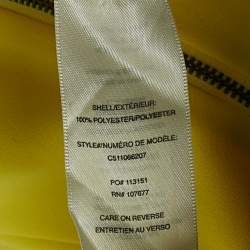 SHELL/EXTÉRIEUR:
100% POLYESTER/POLYESTER
STYLE#/NUMÉRO DE MODÈLE:
C511066207
PO# 113151
RN# 107677
CARE ON REVERSE
ENTRETIEN AU VERSO